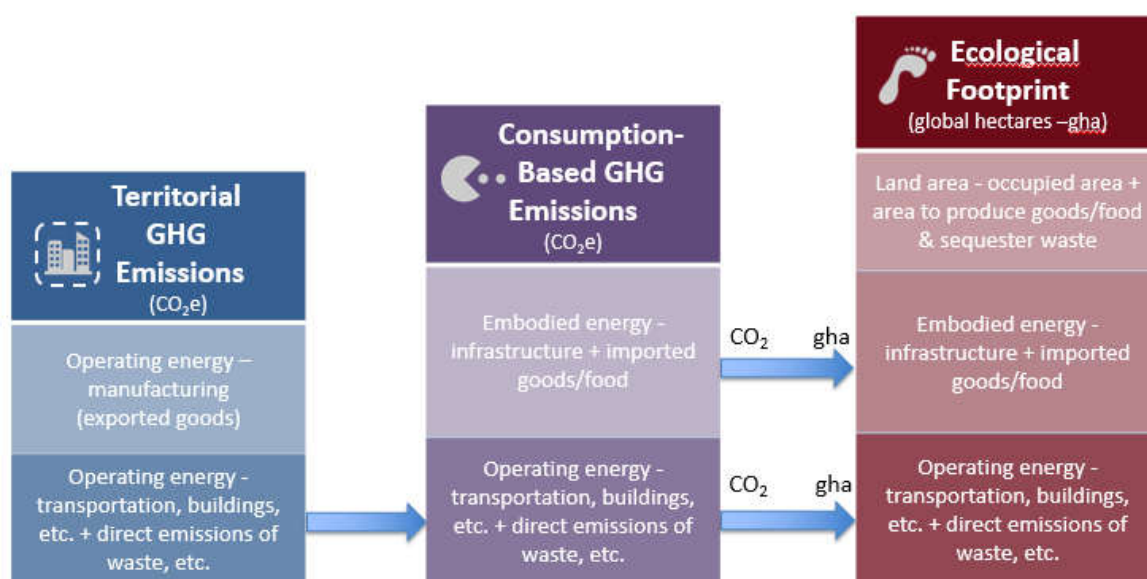 Territorial
GHG
Emissions
(CO₂e)
Operating energy –
manufacturing
(exported goods)
Operating energy -
transportation, buildings,
etc. + direct emissions of
waste, etc.
Consumption-
Based GHG
Emissions
(CO₂e)
Embodied energy -
infrastructure + imported
goods/food
Operating energy -
transportation, buildings,
etc. + direct emissions of
waste, etc.
CO₂ gha
CO₂ gha
Ecological
Footprint
(global hectares –gha)
Land area - occupied area +
area to produce goods/food
& sequester waste
Embodied energy -
infrastructure + imported
goods/food
Operating energy -
transportation, buildings,
etc. + direct emissions of
waste, etc.